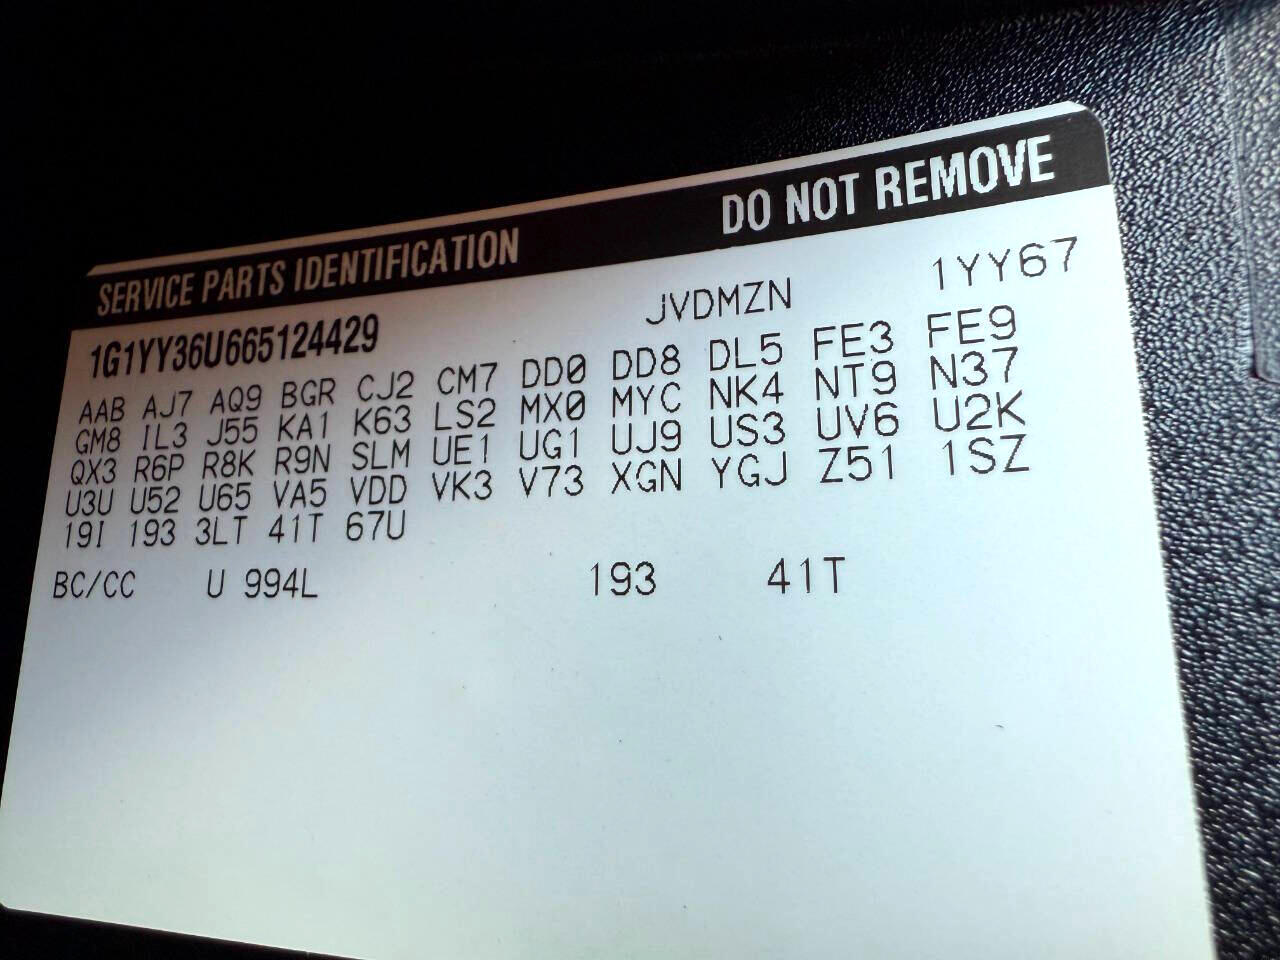 SERVICE PARTS IDENTIFICATION DO NOT REMOVE
1G1YY36U665124429 JVDMZN 1YY67
AAB AJ7 AQ9 BGR CJ2 CM7 DD0 DD8 DL5 FE3 FE9
GM8 IL3 J55 KA1 K63 LS2 MX0 MYC NK4 NT9 N37
QX3 R6P R8K R9N SLM UE1 UG1 UJ9 US3 UV6 U2K
U3U U52 U65 VA5 VDD VK3 V73 XGN YGJ Z51 1SZ
19I 193 3LT 41T 67U
BC/CC U 994L 193 41T